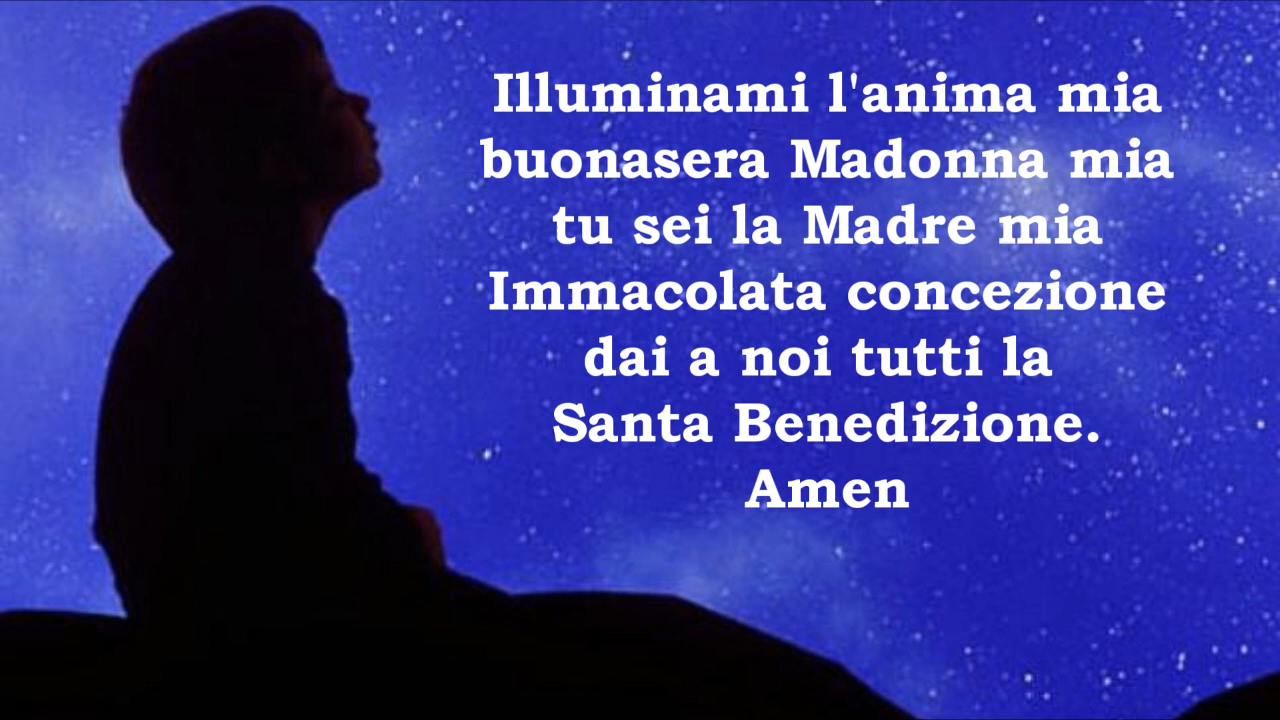 Illuminami l'anima mia
buonasera Madonna mia
tu sei la Madre mia
Immacolata concezione
dai a noi tutti la
Santa Benedizione.
Amen